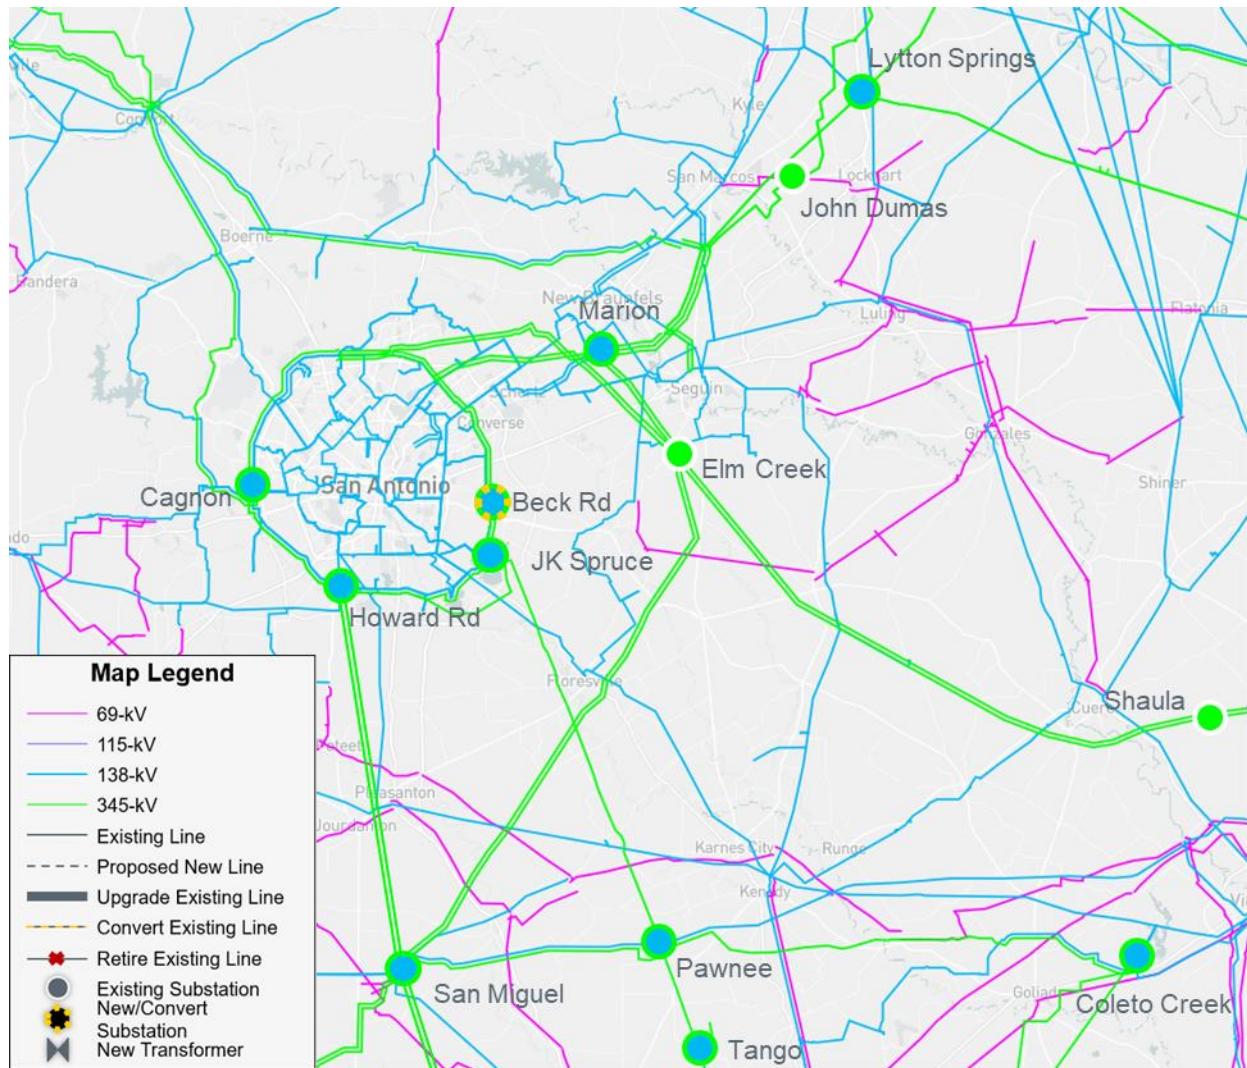 Lytton Springs
Kyle
ville
Comfort
San Marcos
Lockhart
John Dumas
Boerne
Bandera
New Braunfels
Marion
Luling
Flatonia
Seguin
Schertz
Converse
Gonzales
Elm Creek
San Antonio
Cagnon
Beck Rd
Shiner
JK Spruce
Howard Rd
Floresville
Cuero
Shaula
Poteet
Pleasanton
Jourdanton
Karnes City
Runge
Kenedy
Pawnee
San Miguel
Goliad
Coleto Creek
Tango
Map Legend
69-kV
115-kV
138-kV
345-kV
Existing Line
Proposed New Line
Upgrade Existing Line
Convert Existing Line
Retire Existing Line
Existing Substation
New/Convert
Substation
New Transformer